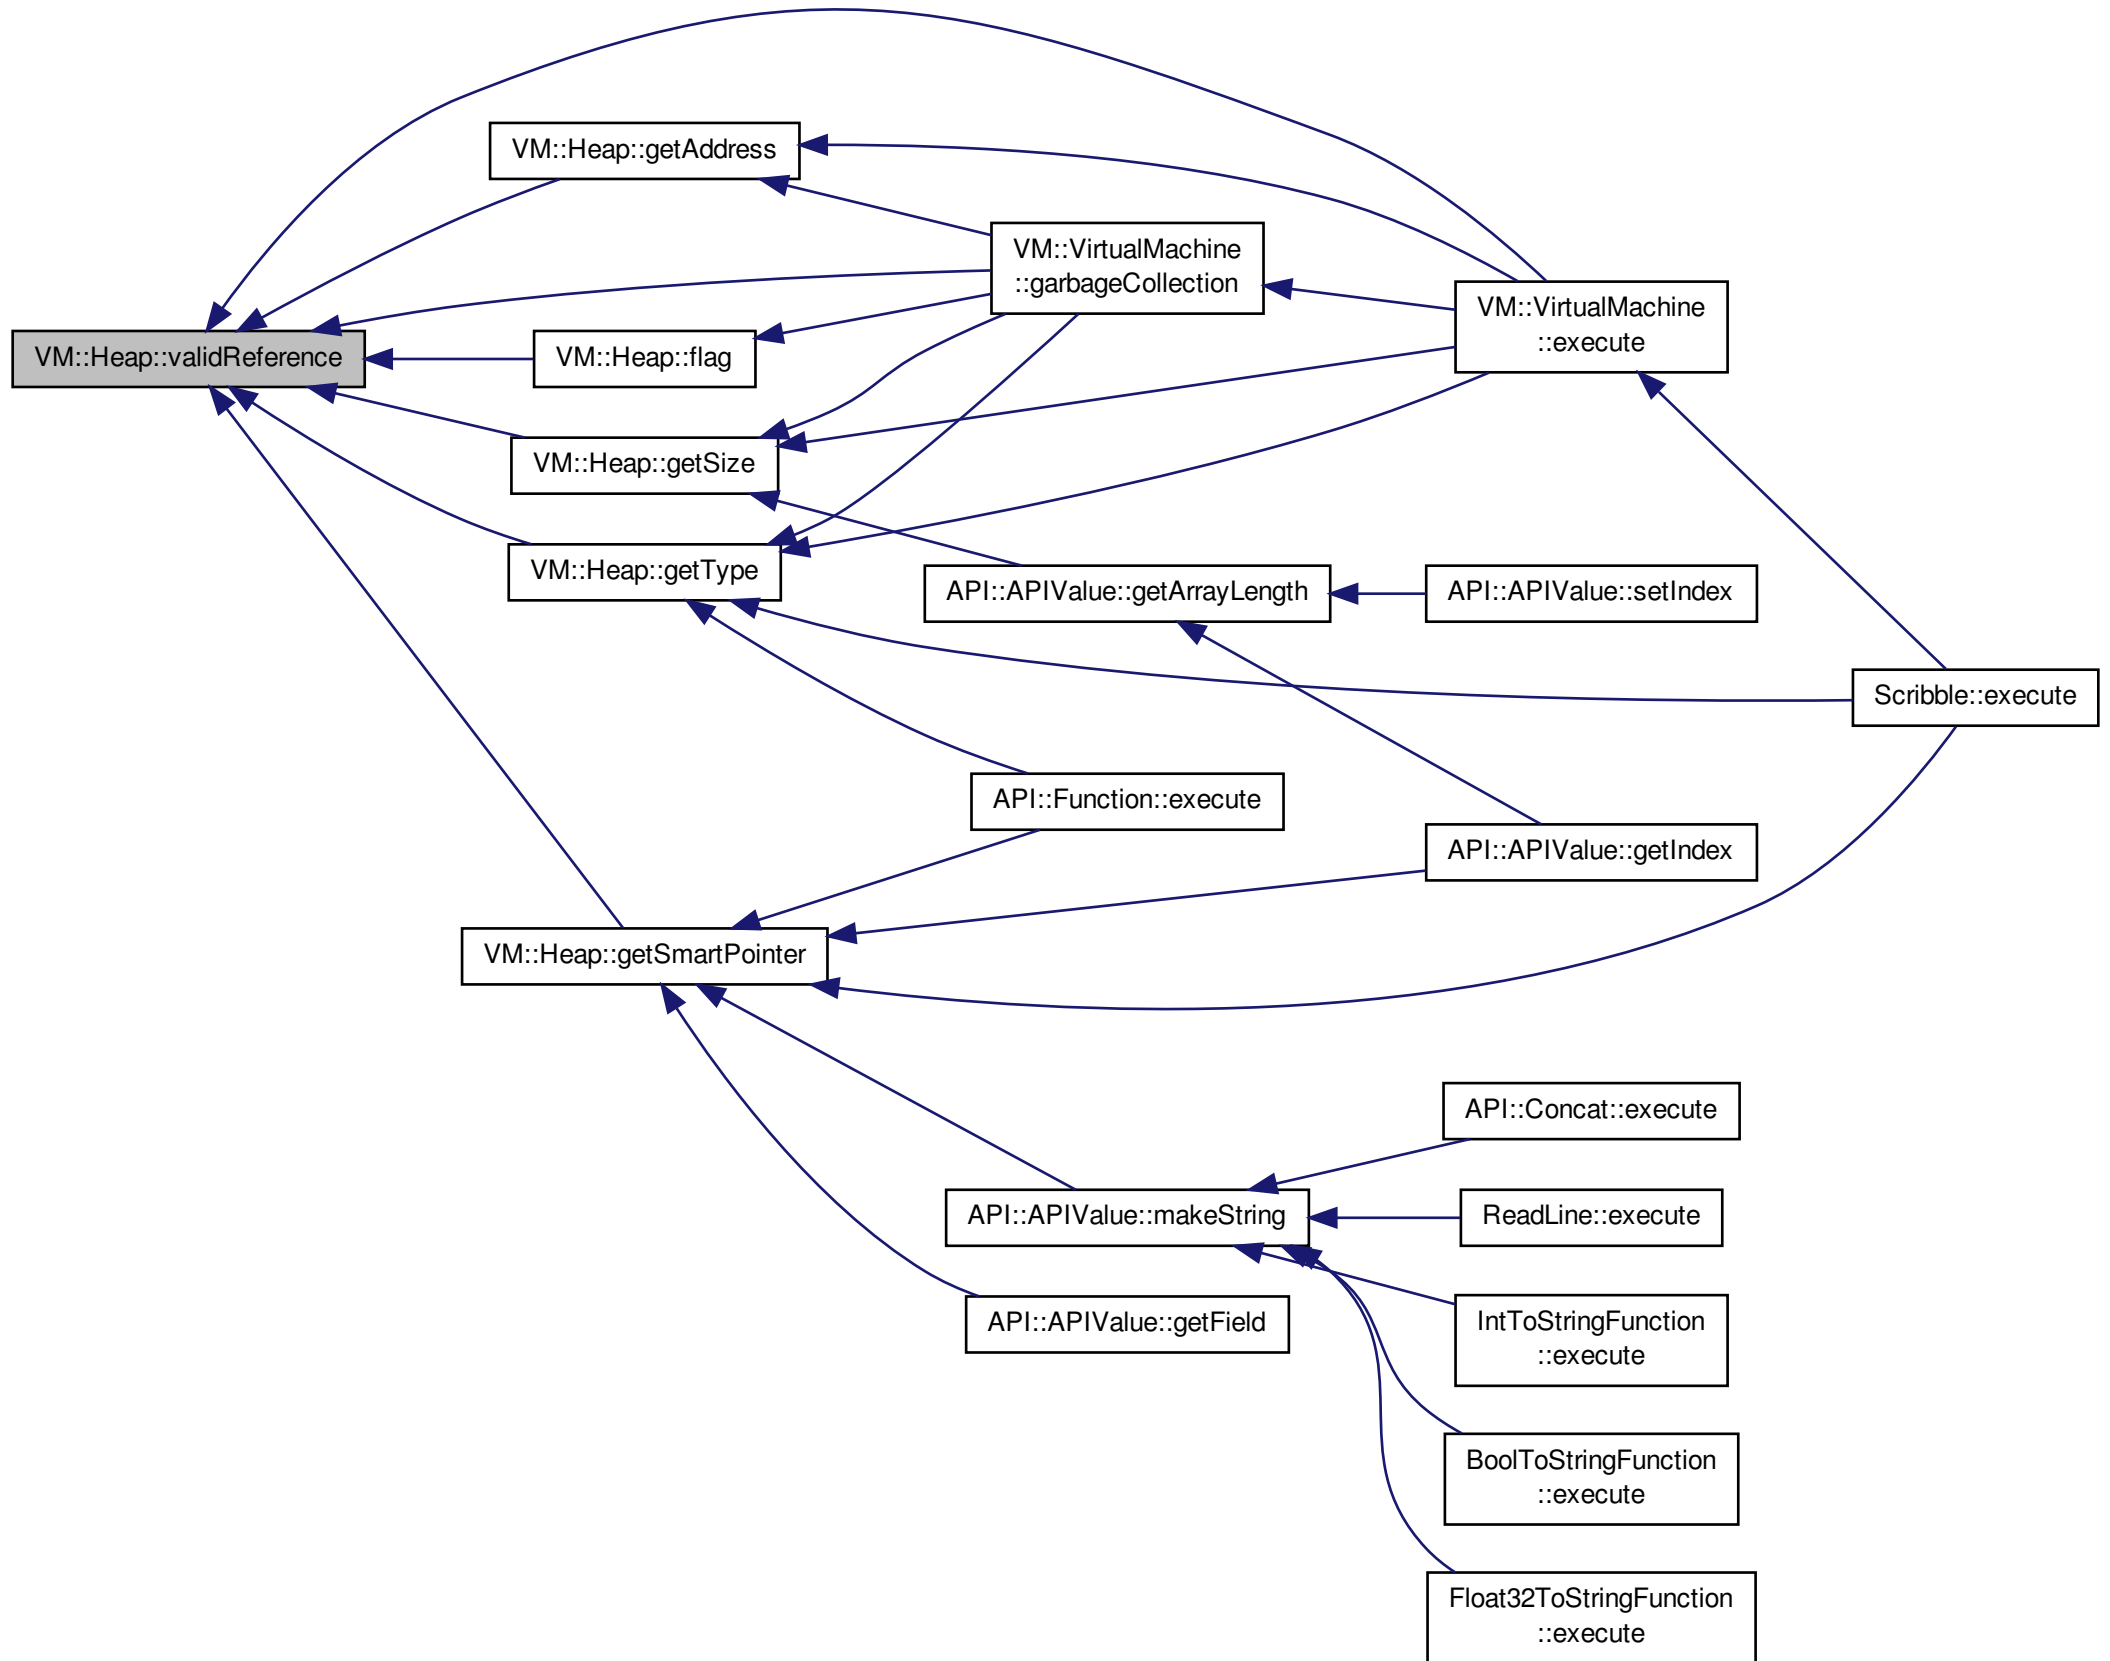 VM::Heap::getAddress
VM::VirtualMachine
::garbageCollection
VM::VirtualMachine
::execute
VM::Heap::validReference
VM::Heap::flag
VM::Heap::getSize
VM::Heap::getType
API::APIValue::getArrayLength
API::APIValue::setIndex
Scribble::execute
API::Function::execute
API::APIValue::getIndex
VM::Heap::getSmartPointer
API::Concat::execute
API::APIValue::makeString
ReadLine::execute
API::APIValue::getField
IntToStringFunction
::execute
BoolToStringFunction
::execute
Float32ToStringFunction
::execute